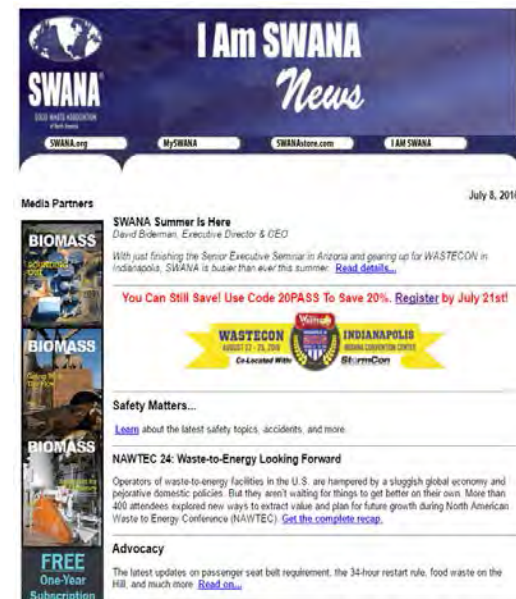 I Am SWANA
News
SWANA
SOLID WASTE ASSOCIATION
of North America
SWANA.org
MySWANA
SWANAstore.com
I AM SWANA
July 8, 201
Media Partners
BIOMASS
BIOMASS
BIOMASS
FREE
One-Year
Subscription
SWANA Summer Is Here
David Biderman, Executive Director & CEO
With just finishing the Senior Executive Seminar in Arizona and gearing up for WASTECON in
Indianapolis, SWANA is busier than ever this summer. Read details...
You Can Still Save! Use Code 20PASS To Save 20%. Register by July 21st!
WASTECON
INDIANAPOLIS
INDIANA CONVENTION CENTER
Co-Located With:
StormCon
Safety Matters...
Learn about the latest safety topics, accidents, and more.
NAWTEC 24: Waste-to-Energy Looking Forward
Operators of waste-to-energy facilities in the U.S. are hampered by a sluggish global economy and
pejorative domestic policies. But they aren't waiting for things to get better on their own. More than
400 attendees explored new ways to extract value and plan for future growth during North American
Waste to Energy Conference (NAWTEC). Get the complete recap.
Advocacy
The latest updates on passenger seat belt requirement, the 34-hour restart rule, food waste on the
Hill, and much more. Read on...